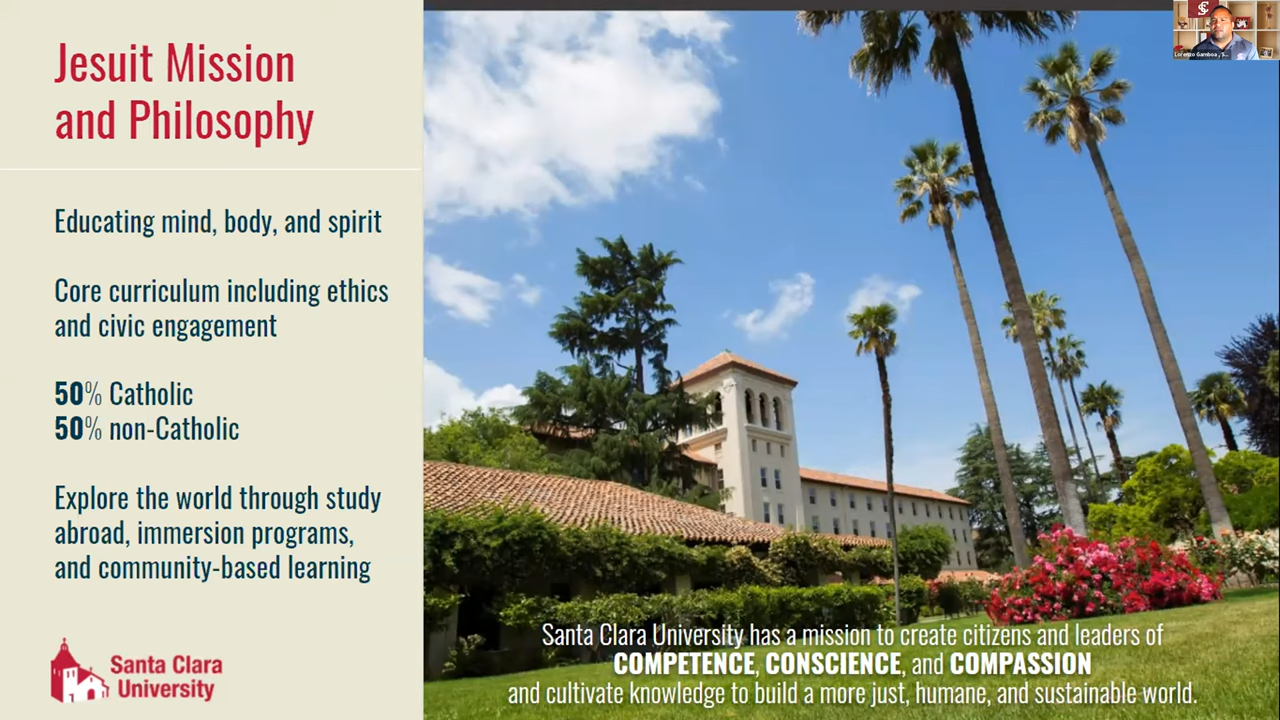 Jesuit Mission
and Philosophy
Educating mind, body, and spirit
Core curriculum including ethics
and civic engagement
50% Catholic
50% non-Catholic
Explore the world through study
abroad, immersion programs,
and community-based learning
Santa Clara
University
Santa Clara University has a mission to create citizens and leaders of
COMPETENCE, CONSCIENCE, and COMPASSION
and cultivate knowledge to build a more just, humane, and sustainable world.
Lorenzo Gamboa , S...